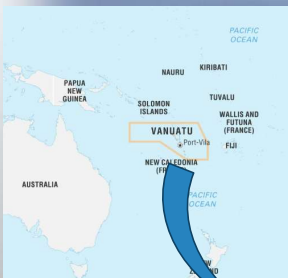 PACIFIC
OCEAN
NAURU
KIRIBATI
PAPUA
NEW
GUINEA
SOLOMON
ISLANDS
TUVALU
WALLIS AND
FUTUNA
(FRANCE)
VANUATU
Port-Vila
FIJI
NEW CALEDONIA
(FR
AUSTRALIA
PACIFIC
OCEAN